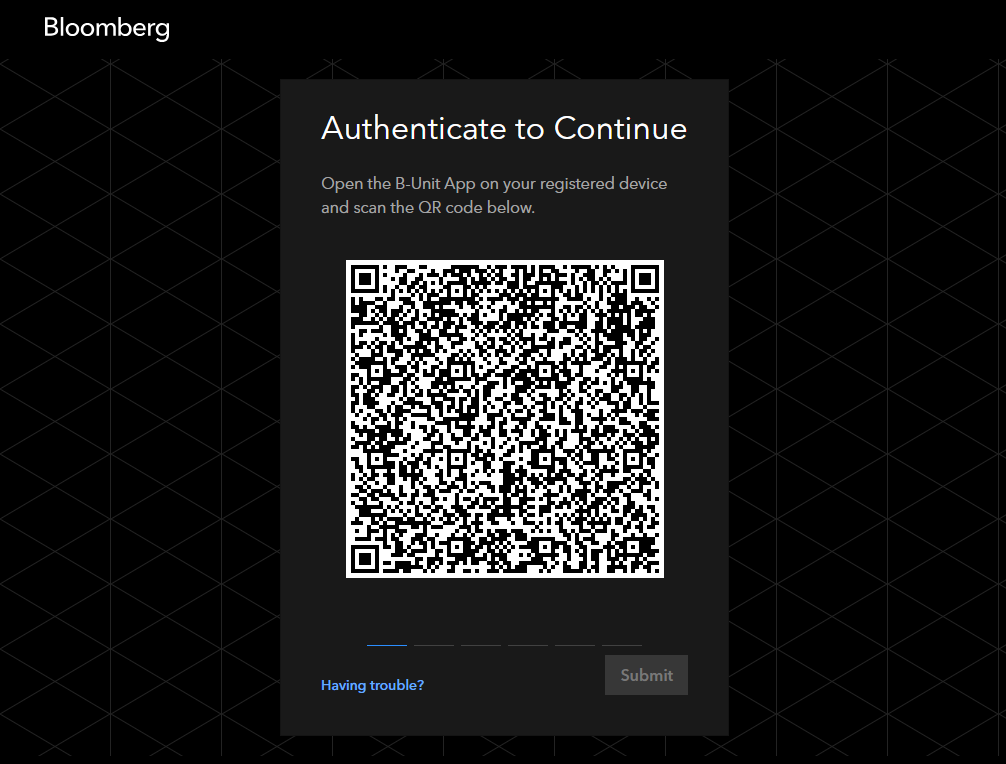 Bloomberg
Authenticate to Continue
Open the B-Unit App on your registered device
and scan the QR code below.
Having trouble?
Submit